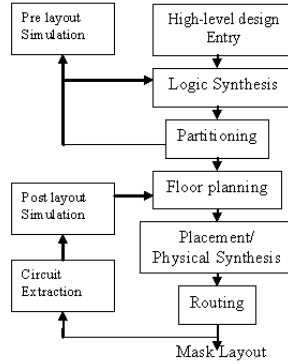 Pre layout
Simulation
High-level design
Entry
Logic Synthesis
Partitioning
Floor planning
Post layout
Simulation
Placement/
Physical Synthesis
Circuit
Extraction
Routing
Mask Layout